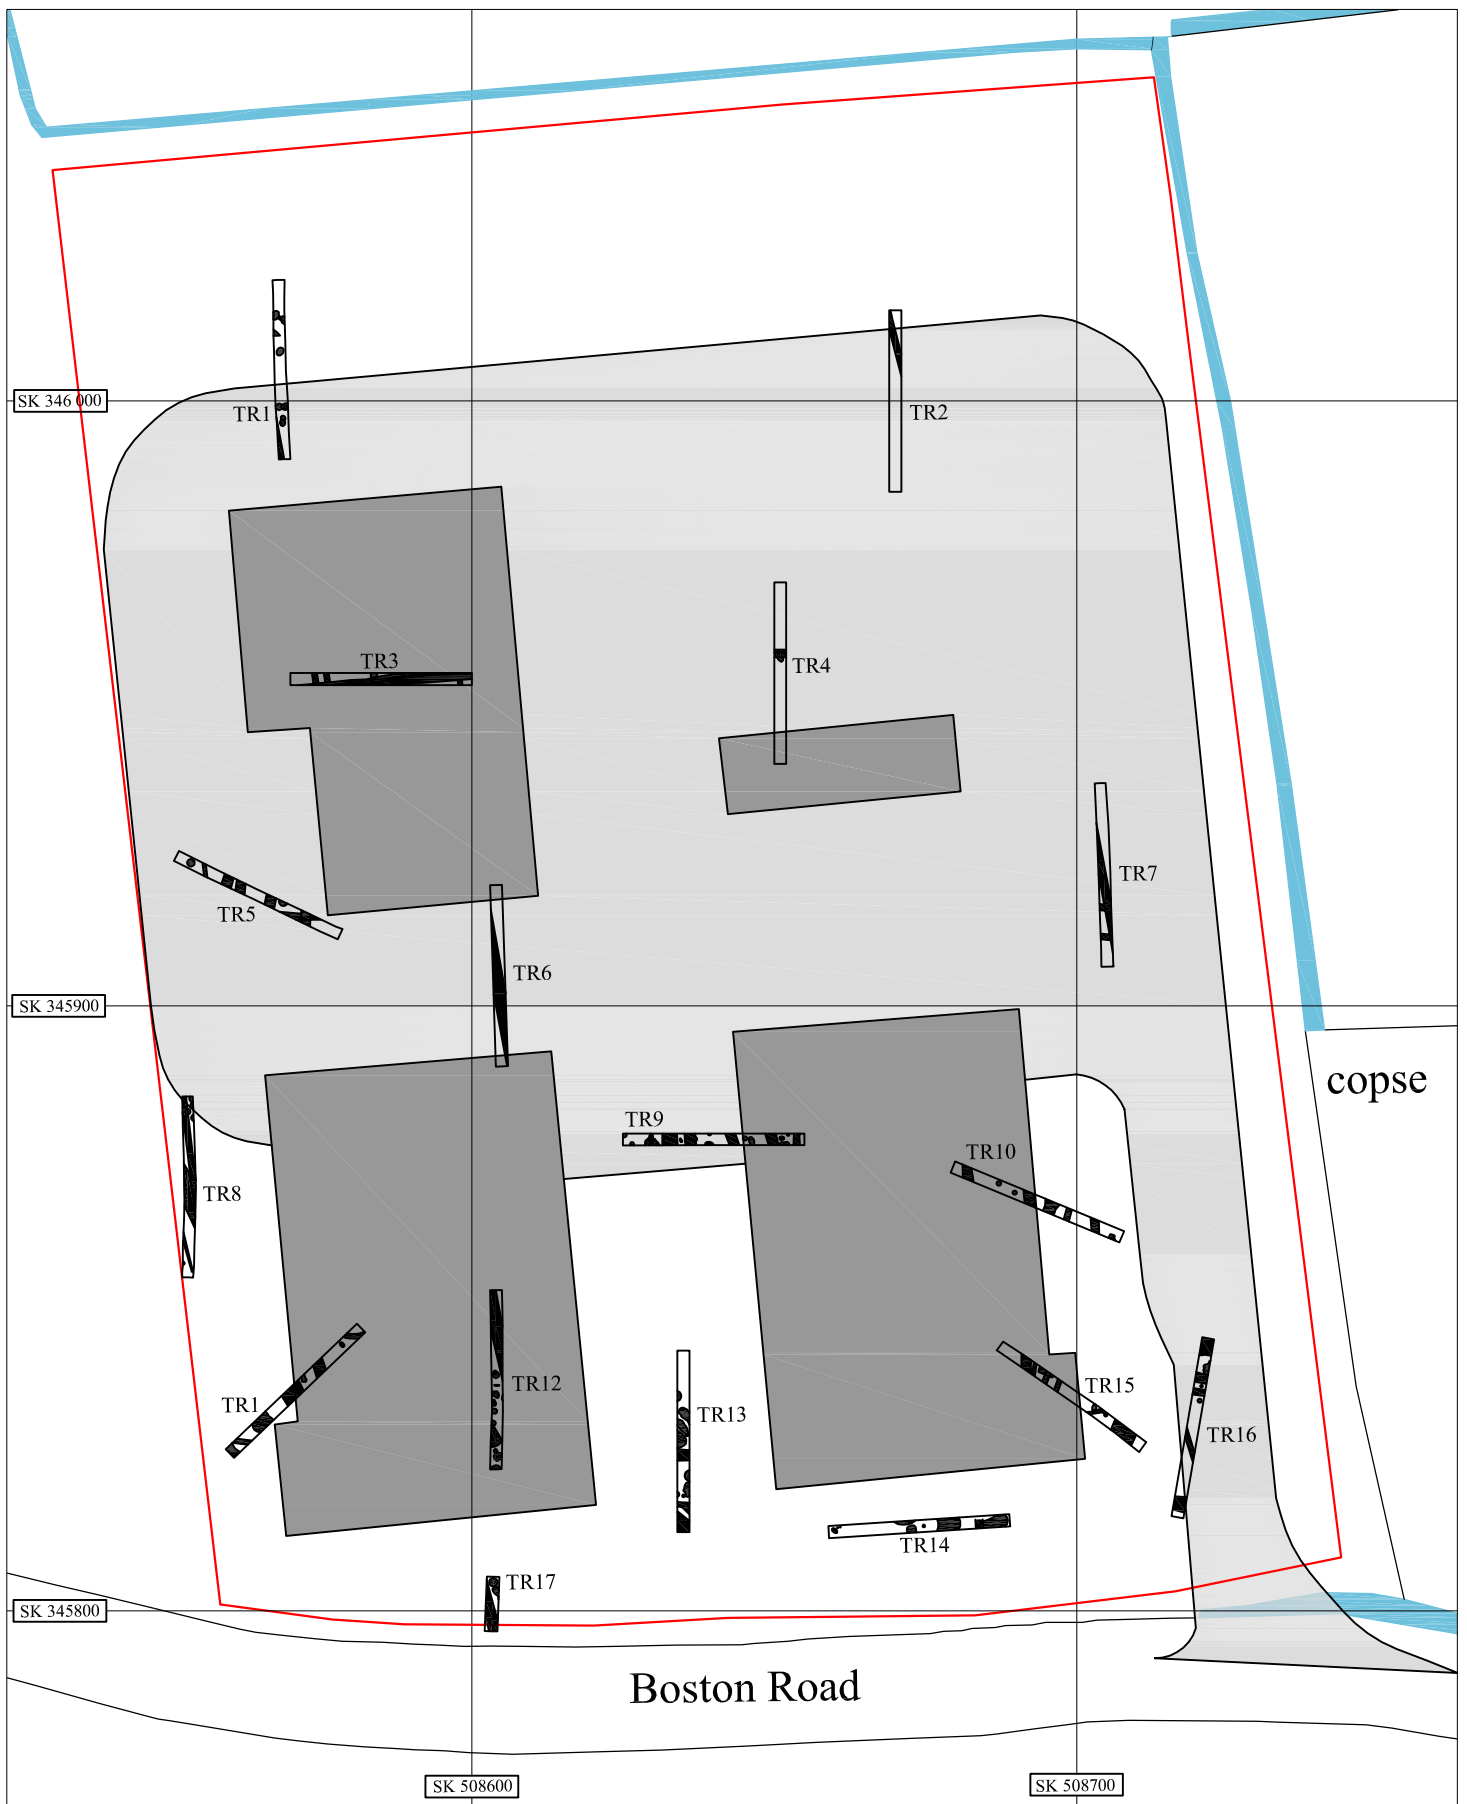 SK 346 000
TR1
TR2
TR3
TR4
TR5
TR6
TR7
SK 345900
copse
TR9
TR10
TR8
TR1
TR12
TR13
TR15
TR16
TR14
TR17
SK 345800
Boston Road
SK 508600
SK 508700